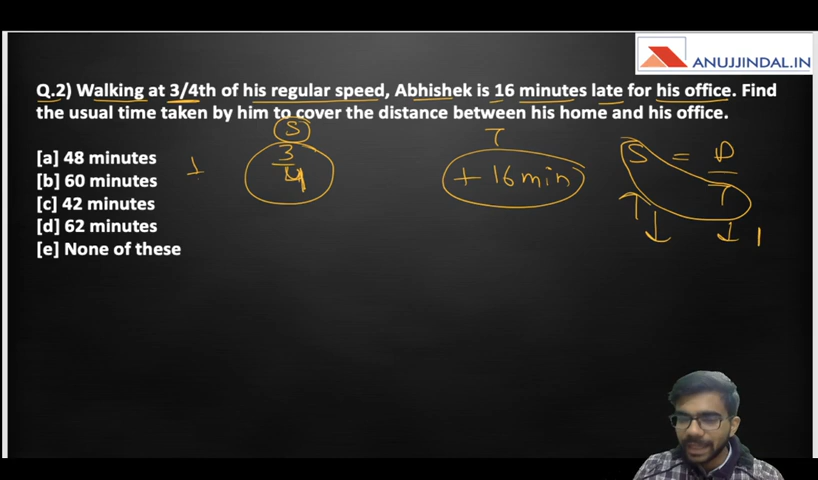 ANUJJINDAL.IN
Q.2) Walking at 3/4th of his regular speed, Abhishek is 16 minutes late for his office. Find
the usual time taken by him to cover the distance between his home and his office.
[a] 48 minutes
[b] 60 minutes
[c] 42 minutes
[d] 62 minutes
[e] None of these
S
3
4
T
+ 16 min
S = D
T